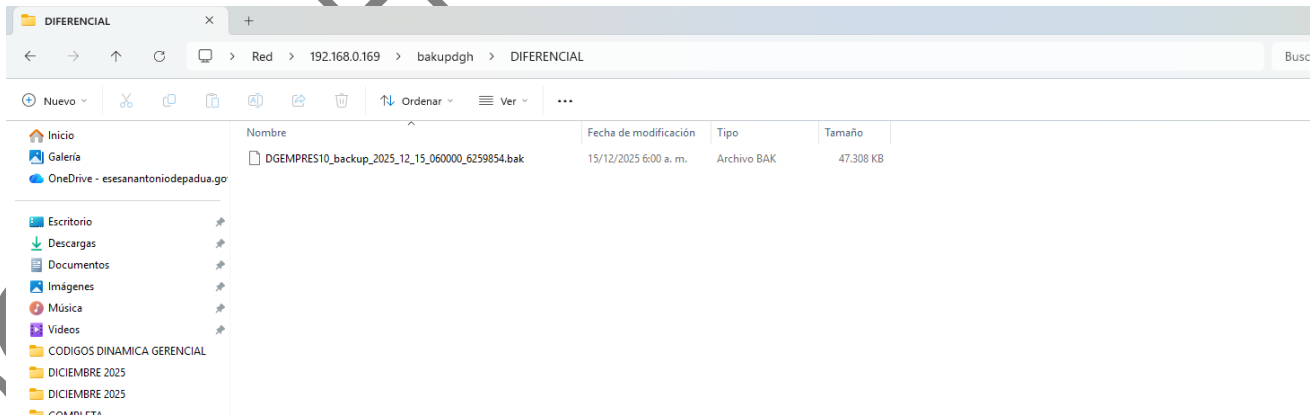 DIFERENCIAL
Red > 192.168.0.169 > bakupdgh > DIFERENCIAL
Busc
Nuevo
Ordenar
Ver
Inicio
Galería
OneDrive - esesanantoniodepadua.go
Escritorio
Descargas
Documentos
Imágenes
Música
Videos
CODIGOS DINAMICA GERENCIAL
DICIEMBRE 2025
DICIEMBRE 2025
COMPLETA
Nombre Fecha de modificación Tipo Tamaño
DGEMPRES10_backup_2025_12_15_060000_6259854.bak 15/12/2025 6:00 a. m. Archivo BAK 47.308 KB